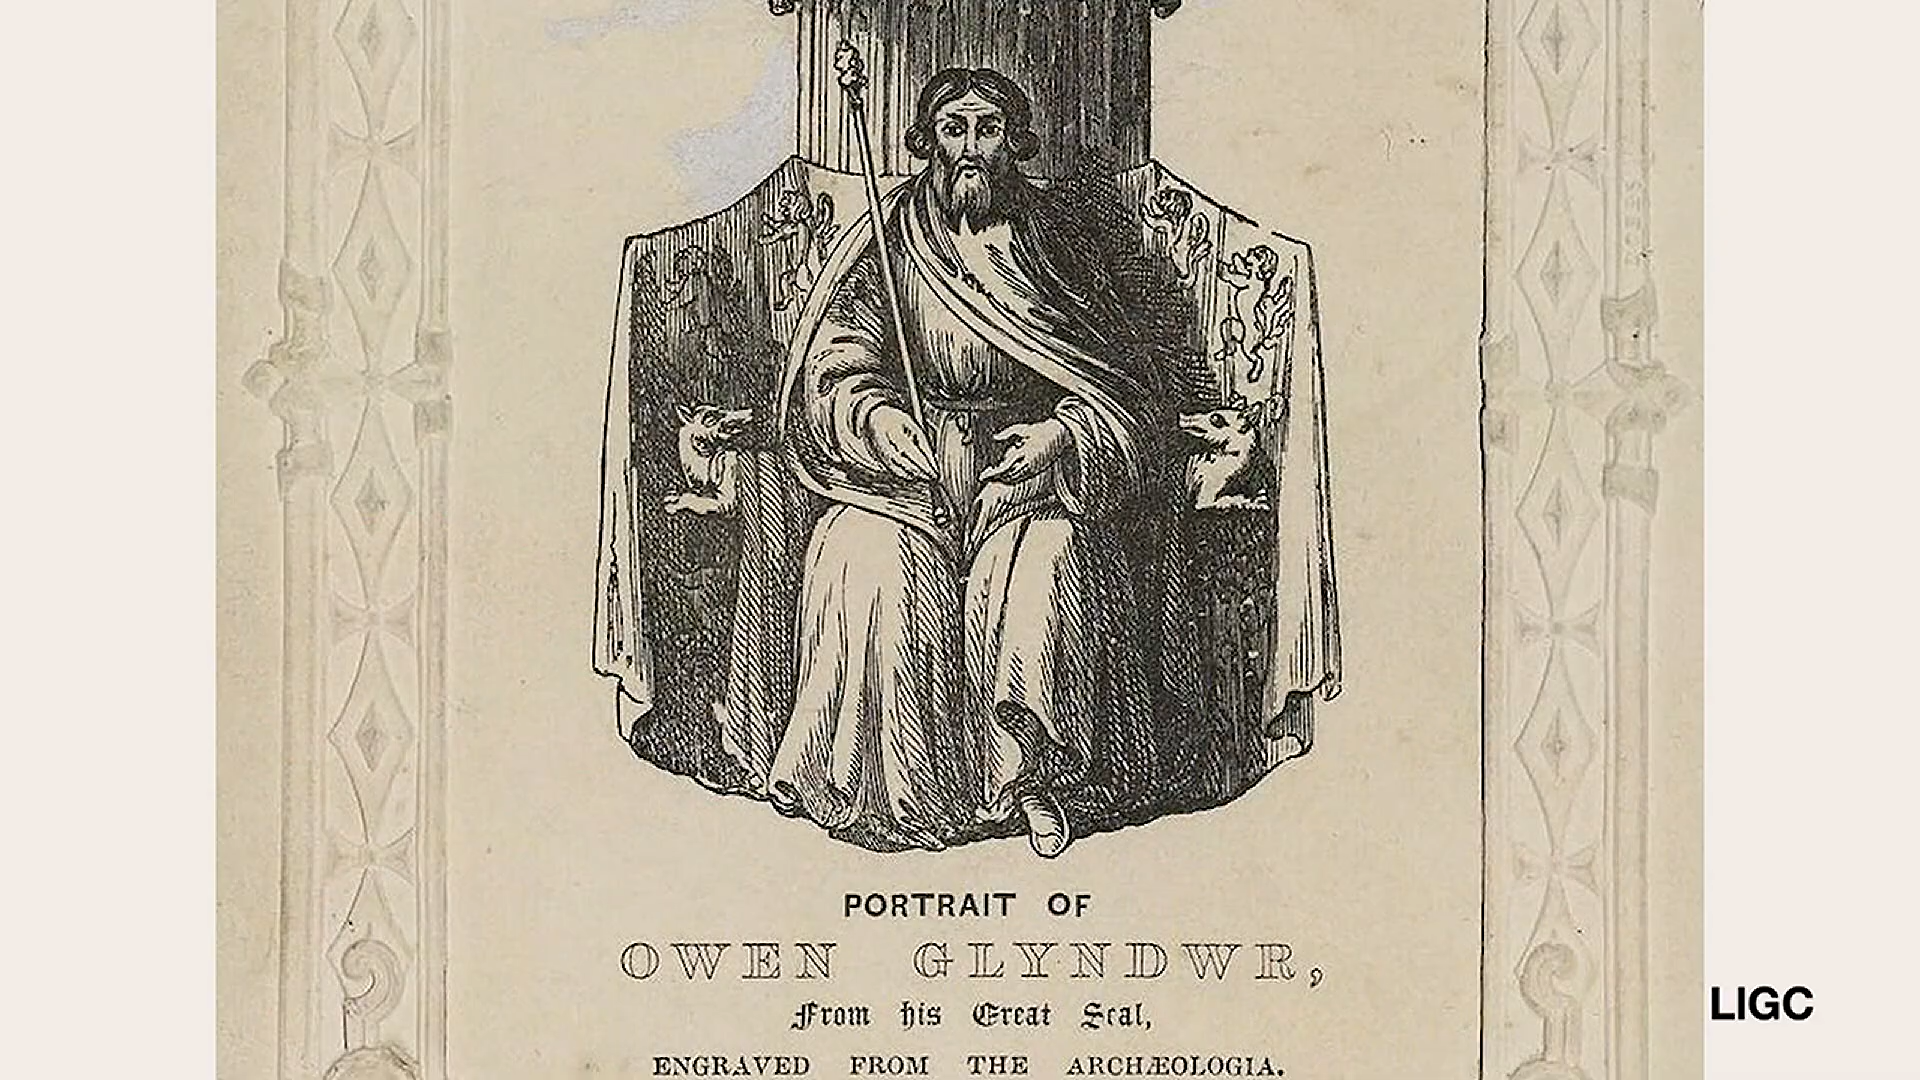 PORTRAIT OF
OWEN GLYNDWR,
From his Great Seal,
ENGRAVED FROM THE ARCHÆOLOGIA.
LIGC